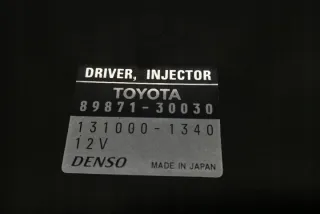 DRIVER, INJECTOR
TOYOTA
89871-30030
131000-1340
12V
DENSO MADE IN JAPAN